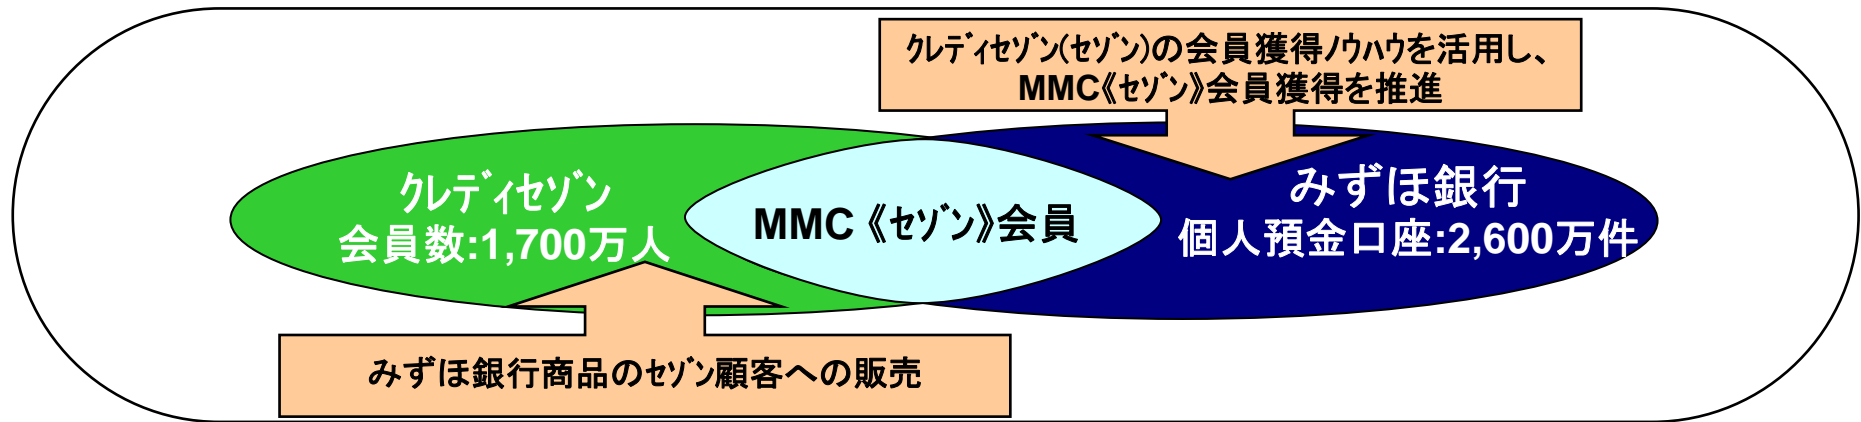 ｸﾚﾃﾞｨｾｿﾞﾝ(ｾｿﾞﾝ)の会員獲得ﾉｳﾊｳを活用し、
MMC《ｾｿﾞﾝ》会員獲得を推進
ｸﾚﾃﾞｨｾｿﾞﾝ
会員数:1,700万人
MMC《ｾｿﾞﾝ》会員
みずほ銀行
個人預金口座:2,600万件
みずほ銀行商品のｾｿﾞﾝ顧客への販売